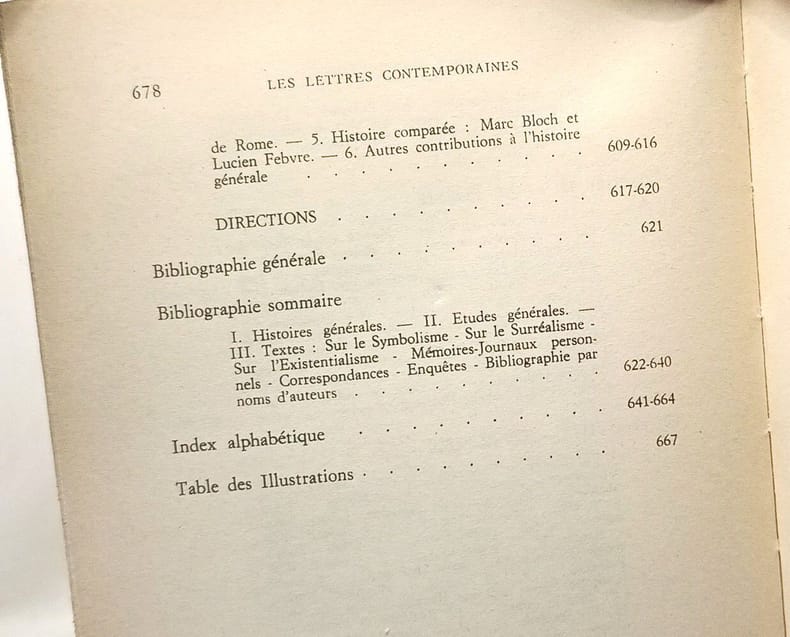 678
LES LETTRES CONTEMPORAINES
de Rome. — 5. Histoire comparée : Marc Bloch et
Lucien Febvre. — 6. Autres contributions à l'histoire
générale . . . . . . . . . . 609-616
DIRECTIONS . . . . . . . . . . 617-620
Bibliographie générale . . . . . . . . . . 621
Bibliographie sommaire
I. Histoires générales. — II. Etudes générales. —
III. Textes : Sur le Symbolisme - Sur le Surréalisme -
Sur l'Existentialisme - Mémoires-Journaux person-
nels - Correspondances - Enquêtes - Bibliographie par
noms d'auteurs . . . . . . . . . . 622-640
Index alphabétique . . . . . . . . . . 641-664
Table des Illustrations . . . . . . . . . . 667